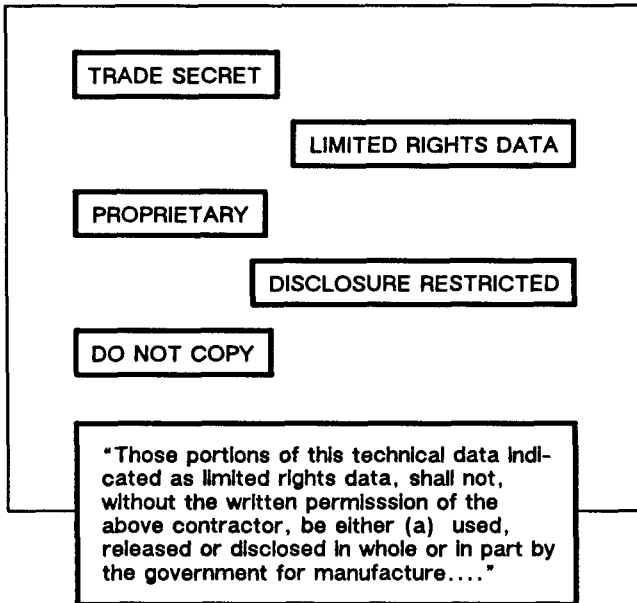 TRADE SECRET
LIMITED RIGHTS DATA
PROPRIETARY
DISCLOSURE RESTRICTED
DO NOT COPY
"Those portions of this technical data indi-
cated as limited rights data, shall not,
without the written permisssion of the
above contractor, be either (a) used,
released or disclosed in whole or in part by
the government for manufacture...."